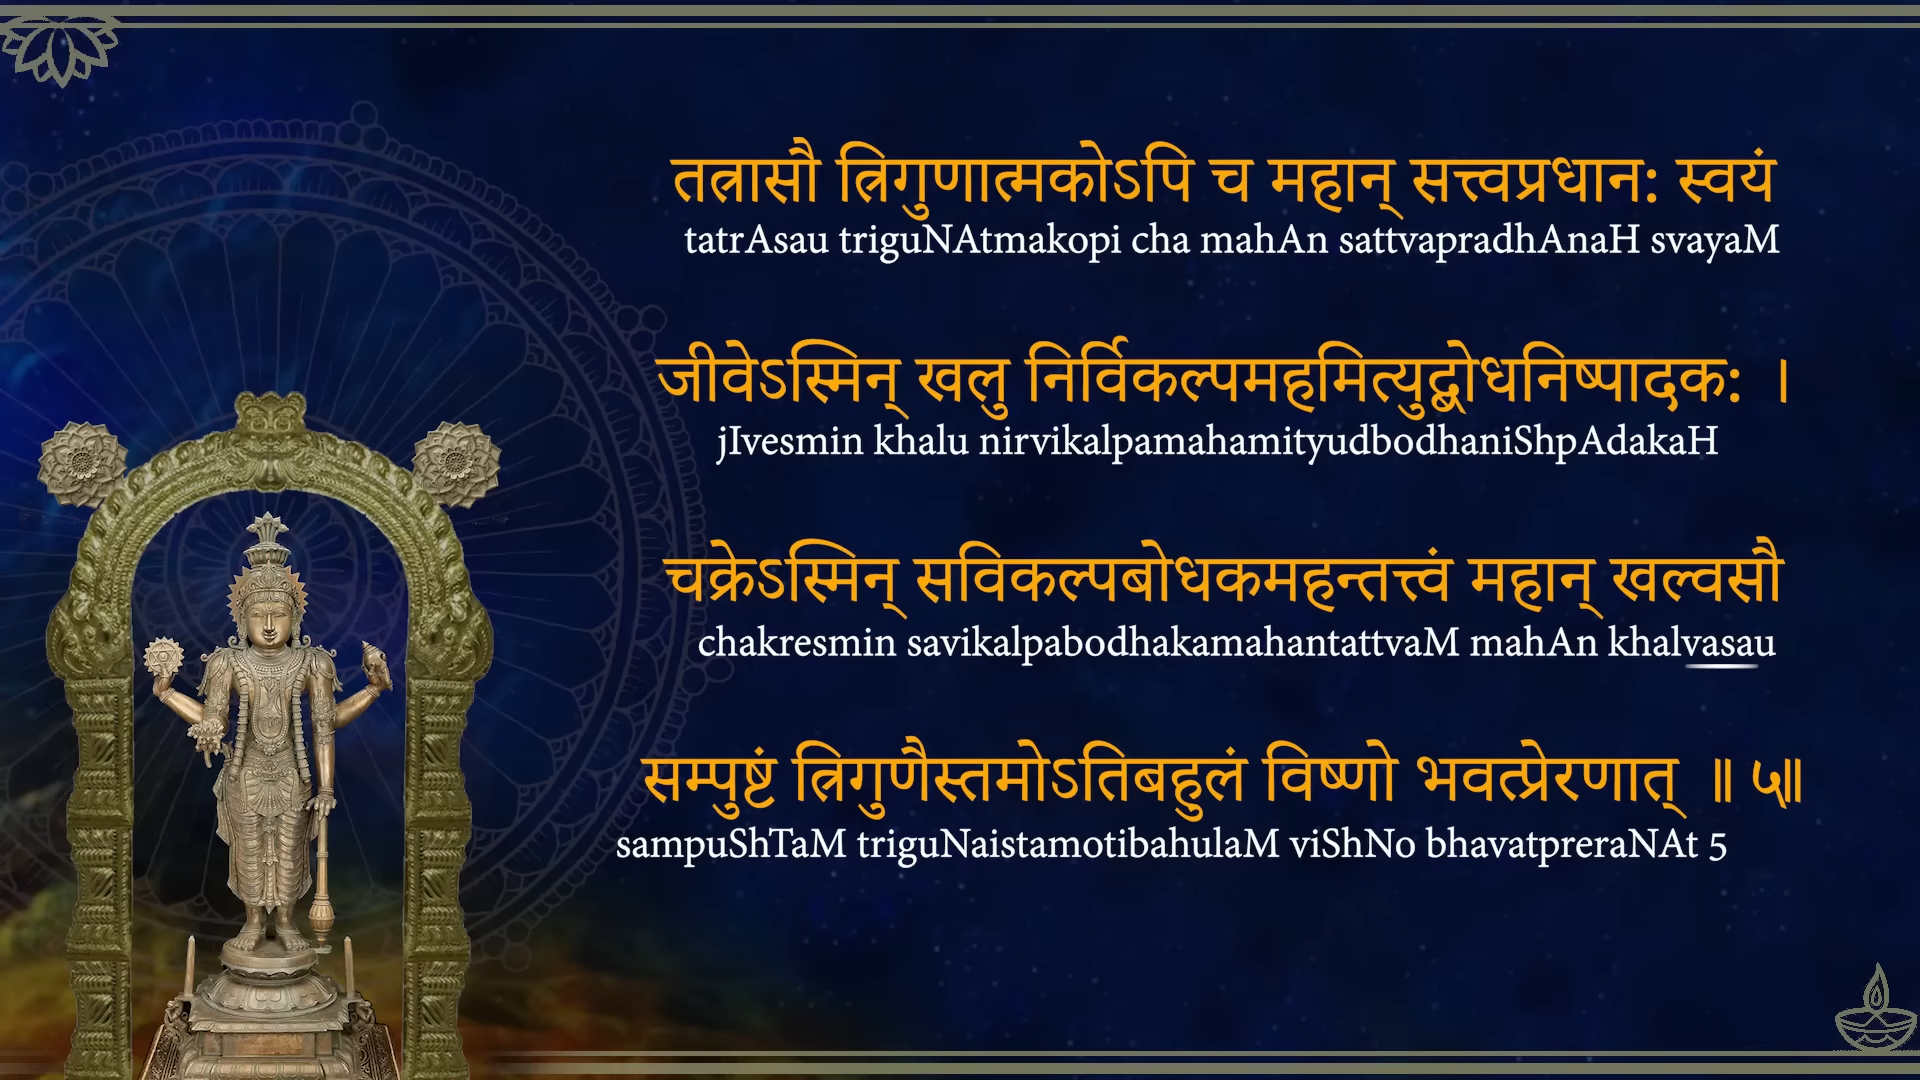 तत्रासौ त्रिगुणात्मकोऽपि च महान् सत्त्वप्रधान: स्वयं
tatrAsau triguNAtmakopi cha mahAn sattvapradhAnaH svayaM
जीवेऽस्मिन् खलु निर्विकल्पमहमित्युद्बोधनिष्पादक: ।
jIvesmin khalu nirvikalpamahamityudbodhaniShpAdakaH
चक्रेऽस्मिन् सविकल्पबोधकमहन्तत्त्वं महान् खल्वसौ
chakresmin savikalpabodhakamahantattvaM mahAn khalvasau
सम्पुष्टं त्रिगुणैस्तमोऽतिबहुलं विष्णो भवत्प्रेरणात् ॥ ५॥
sampuShTaM triguNaistamotibahulaM viShNo bhavatpreraNAt 5